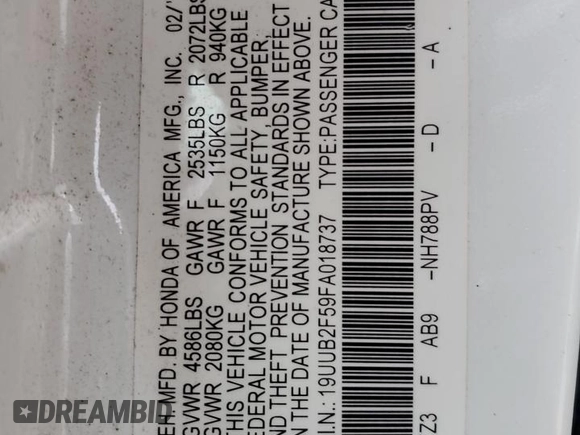 MFD. BY HONDA OF AMERICA MFG., INC. 02/
GVWR 4586LBS GAWR F 2535LBS R 2072LBS
GVWR 2080KG GAWR F 1150KG R 940KG
THIS VEHICLE CONFORMS TO ALL APPLICABLE
FEDERAL MOTOR VEHICLE SAFETY, BUMPER,
AND THEFT PREVENTION STANDARDS IN EFFECT
ON THE DATE OF MANUFACTURE SHOWN ABOVE.
V.I.N.: 19UUB2F59FA018737 TYPE:PASSENGER CA
Z3 F AB9 -NH788PV -D -A
DREAMBID
.COM